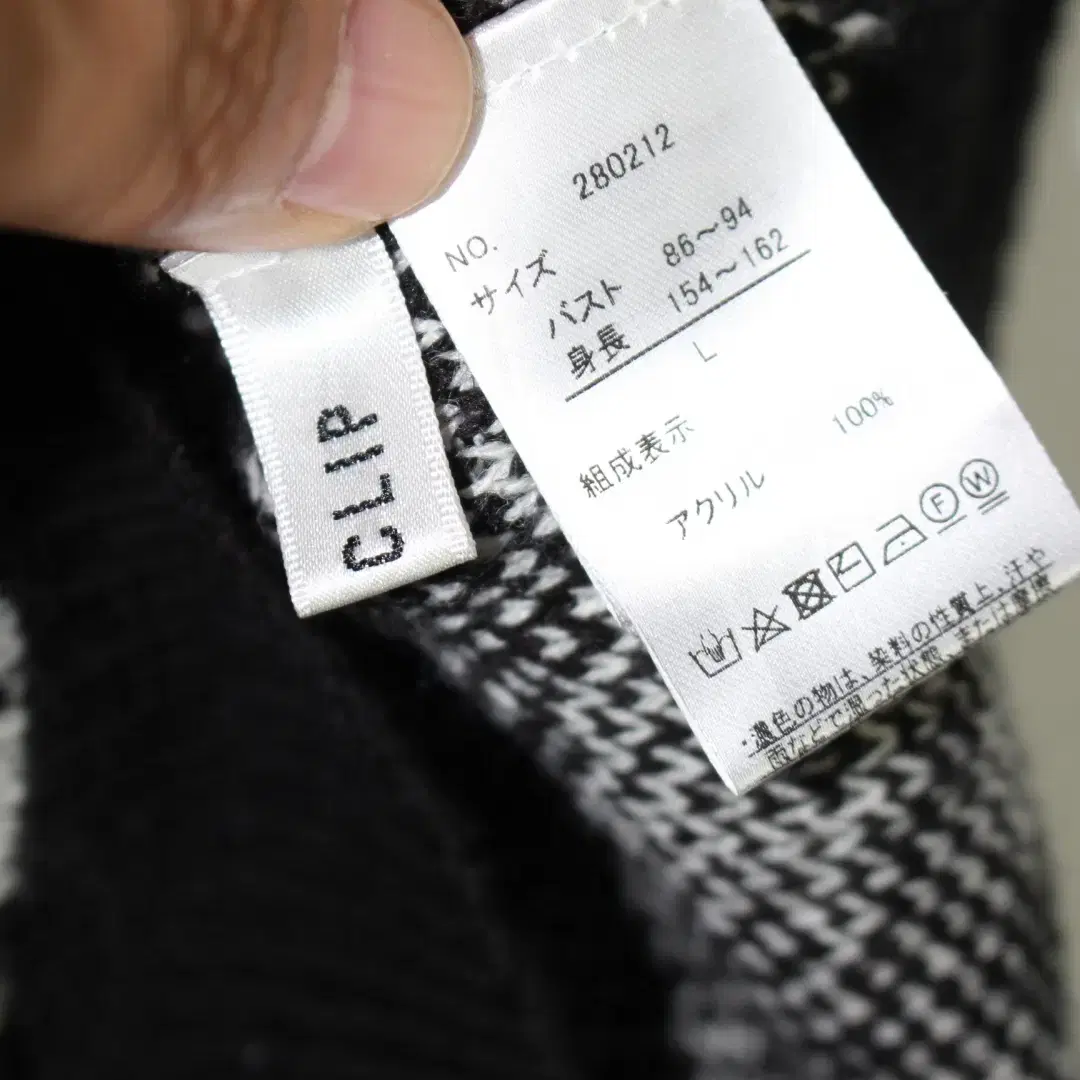 CLIP
NO. 280212
サイズ
バスト 86～94
身長 154～162
L
組成表示
アクリル 100%
F W
・濃色の物は、染料の性質上、汗や
雨などで湿った状態、または摩擦